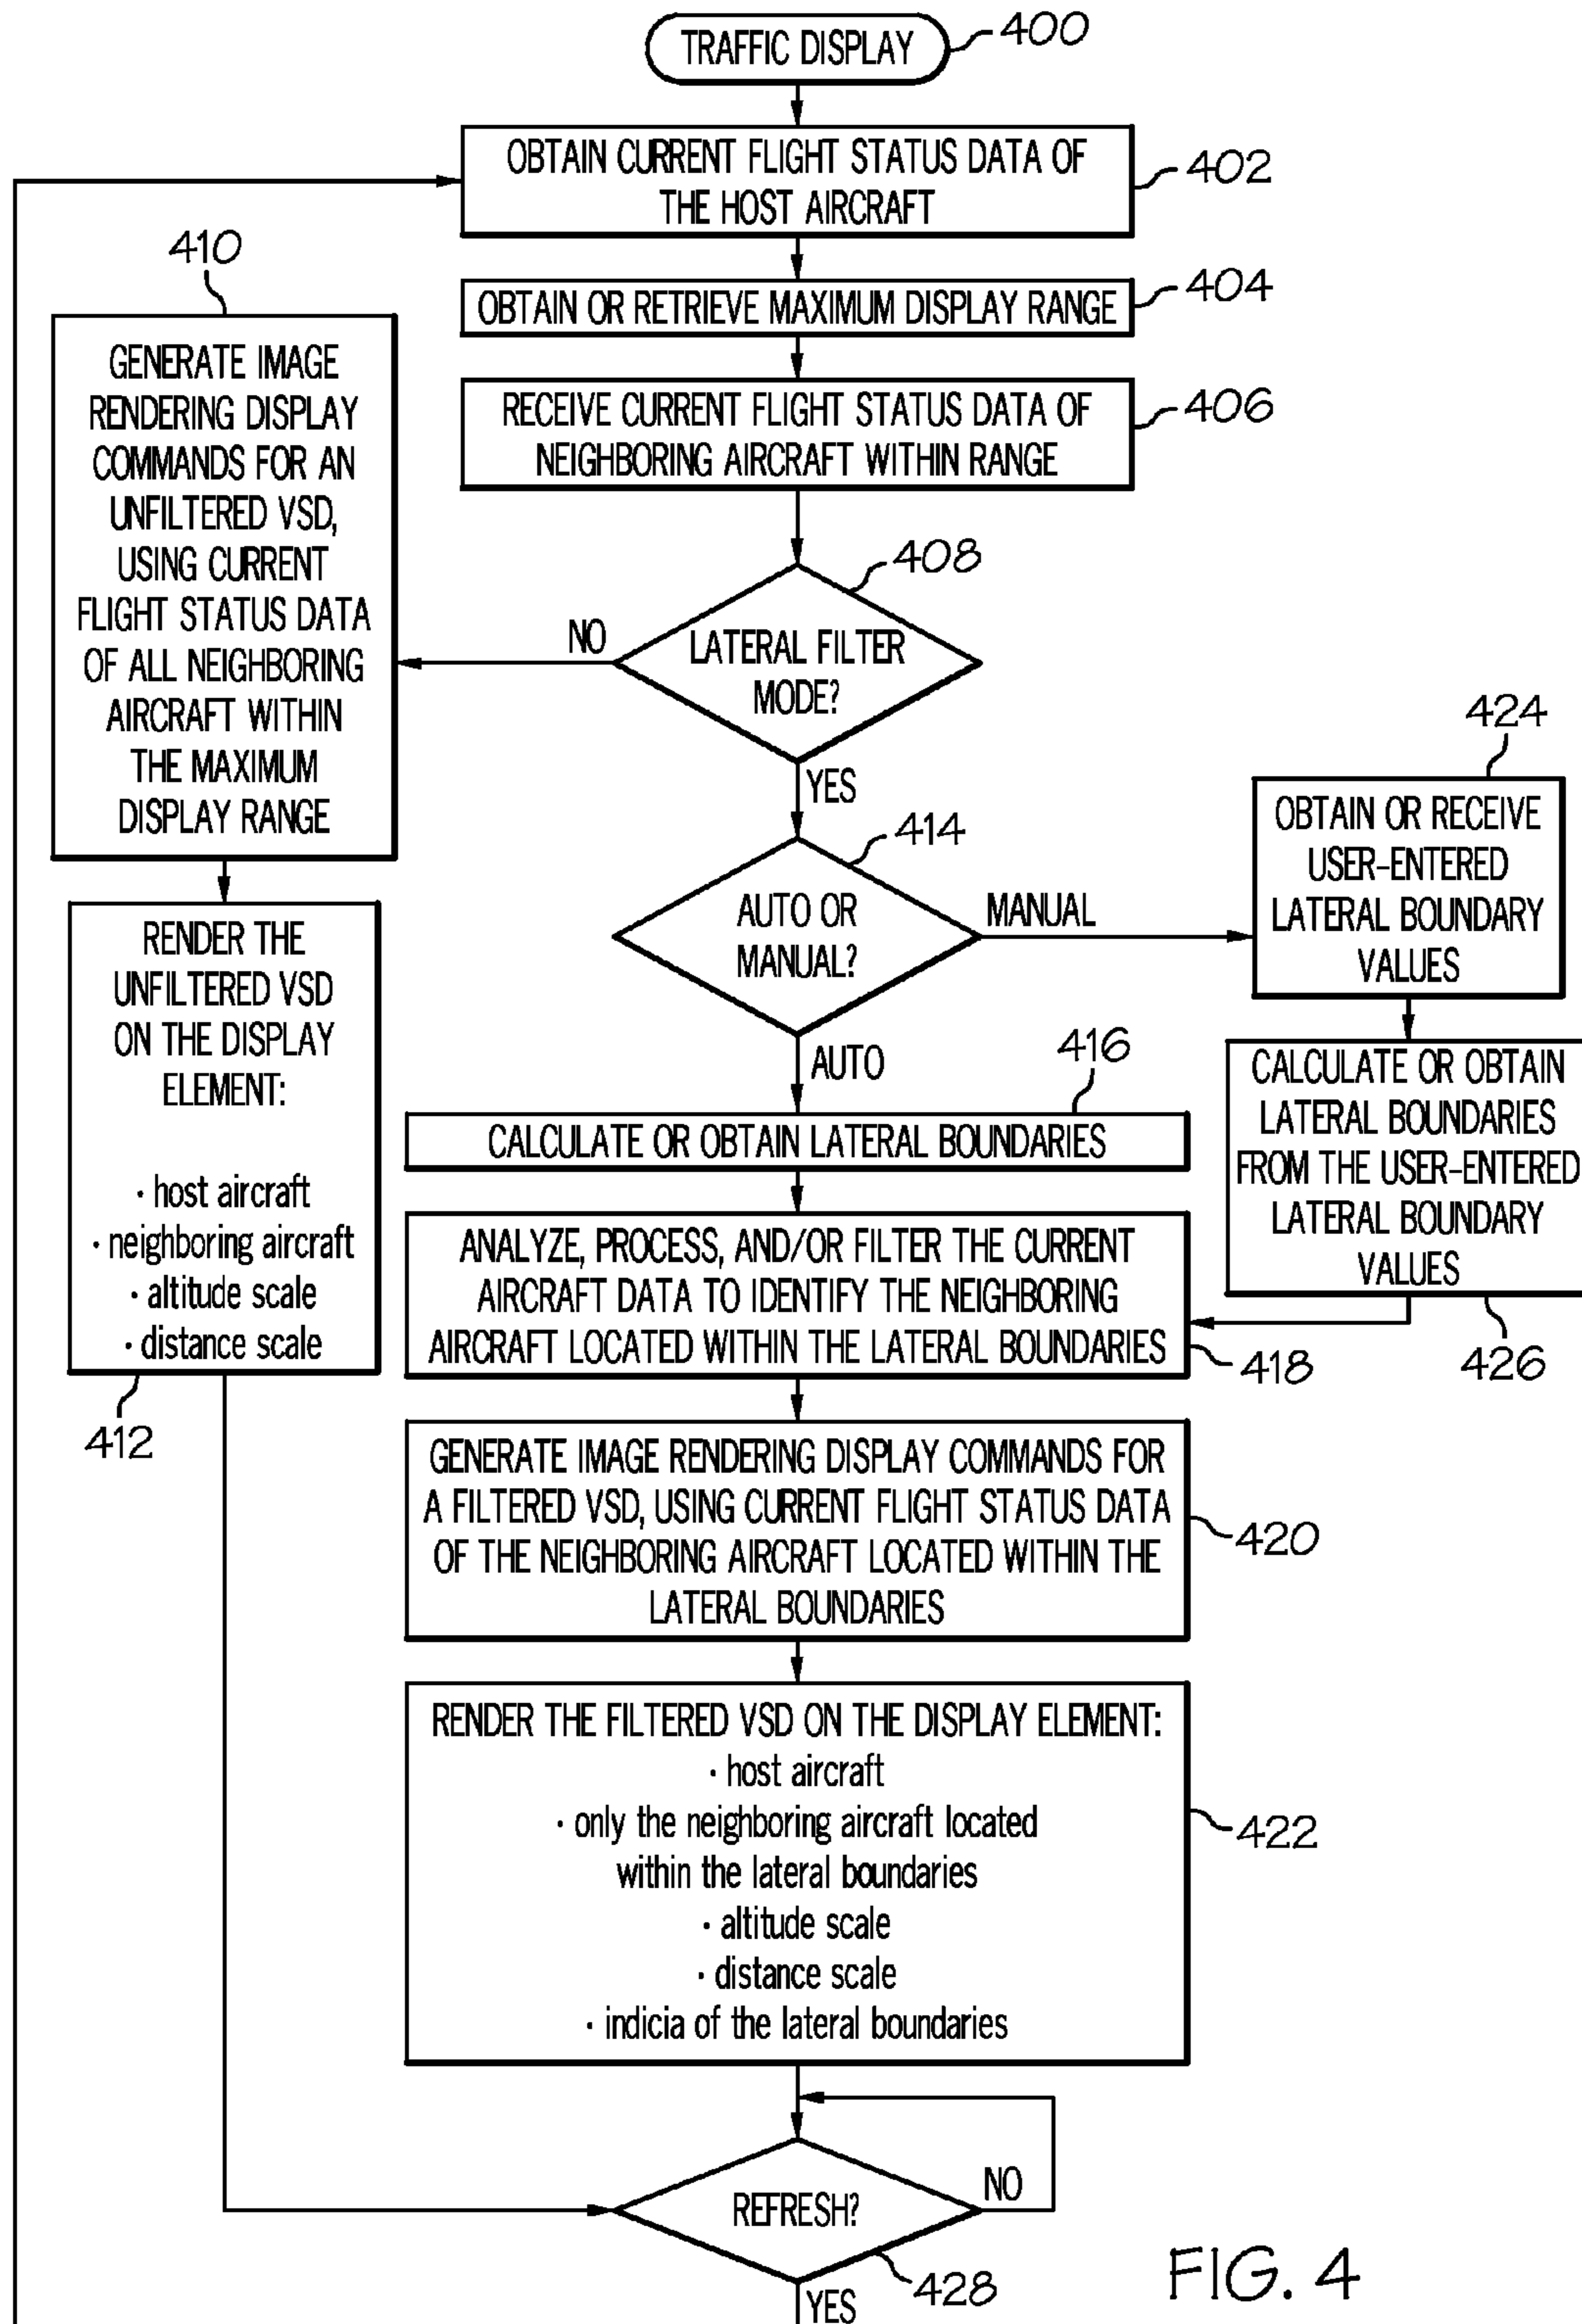 TRAFFIC DISPLAY
400
OBTAIN CURRENT FLIGHT STATUS DATA OF
THE HOST AIRCRAFT
402
OBTAIN OR RETRIEVE MAXIMUM DISPLAY RANGE
404
RECEIVE CURRENT FLIGHT STATUS DATA OF
NEIGHBORING AIRCRAFT WITHIN RANGE
406
LATERAL FILTER
MODE?
408
NO
YES
410
GENERATE IMAGE
RENDERING DISPLAY
COMMANDS FOR AN
UNFILTERED VSD,
USING CURRENT
FLIGHT STATUS DATA
OF ALL NEIGHBORING
AIRCRAFT WITHIN
THE MAXIMUM
DISPLAY RANGE
RENDER THE
UNFILTERED VSD
ON THE DISPLAY
ELEMENT:
· host aircraft
· neighboring aircraft
· altitude scale
· distance scale
412
AUTO OR
MANUAL?
414
MANUAL
AUTO
424
OBTAIN OR RECEIVE
USER-ENTERED
LATERAL BOUNDARY
VALUES
CALCULATE OR OBTAIN
LATERAL BOUNDARIES
FROM THE USER-ENTERED
LATERAL BOUNDARY
VALUES
426
416
CALCULATE OR OBTAIN LATERAL BOUNDARIES
ANALYZE, PROCESS, AND/OR FILTER THE CURRENT
AIRCRAFT DATA TO IDENTIFY THE NEIGHBORING
AIRCRAFT LOCATED WITHIN THE LATERAL BOUNDARIES
418
GENERATE IMAGE RENDERING DISPLAY COMMANDS FOR
A FILTERED VSD, USING CURRENT FLIGHT STATUS DATA
OF THE NEIGHBORING AIRCRAFT LOCATED WITHIN THE
LATERAL BOUNDARIES
420
RENDER THE FILTERED VSD ON THE DISPLAY ELEMENT:
· host aircraft
· only the neighboring aircraft located
within the lateral boundaries
· altitude scale
· distance scale
· indicia of the lateral boundaries
422
REFRESH?
NO
428
YES
FIG. 4